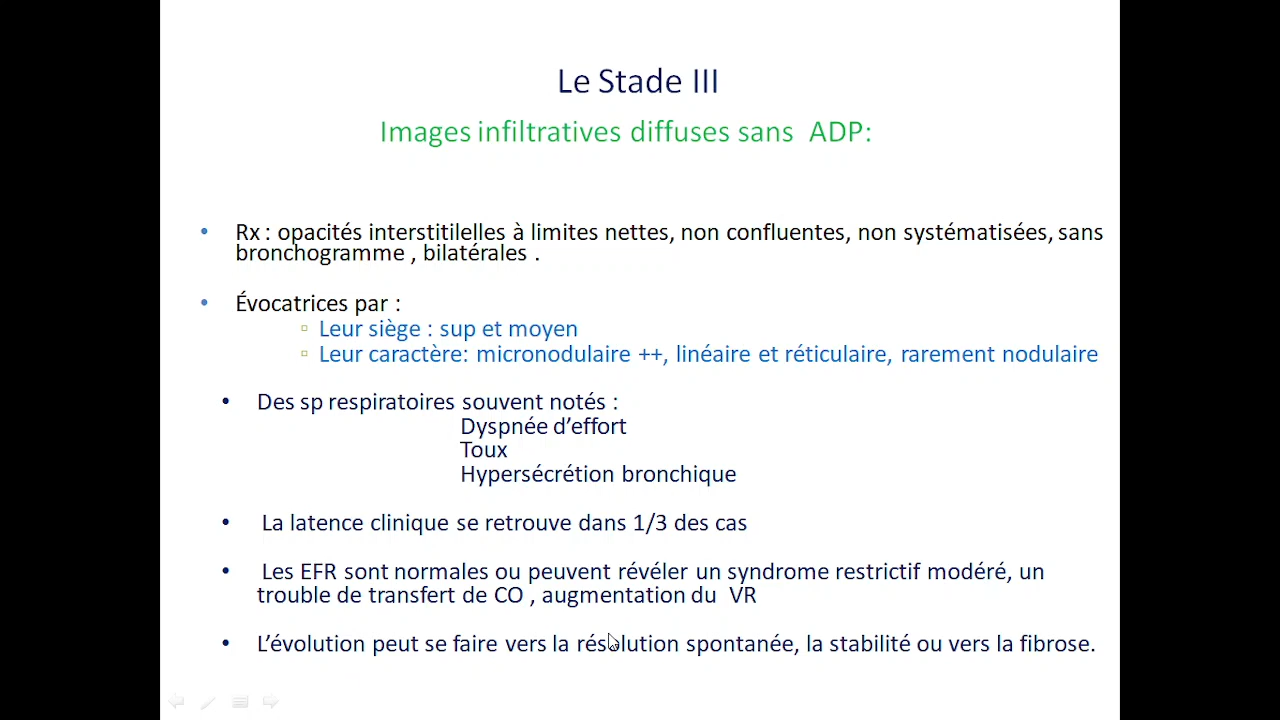 Le Stade III
Images infiltratives diffuses sans ADP:
• Rx : opacités interstitilelles à limites nettes, non confluentes, non systématisées, sans
bronchogramme , bilatérales .
• Évocatrices par :
▫ Leur siège : sup et moyen
▫ Leur caractère: micronodulaire ++, linéaire et réticulaire, rarement nodulaire
• Des sp respiratoires souvent notés :
Dyspnée d’effort
Toux
Hypersécrétion bronchique
• La latence clinique se retrouve dans 1/3 des cas
• Les EFR sont normales ou peuvent révéler un syndrome restrictif modéré, un
trouble de transfert de CO , augmentation du VR
• L’évolution peut se faire vers la résolution spontanée, la stabilité ou vers la fibrose.